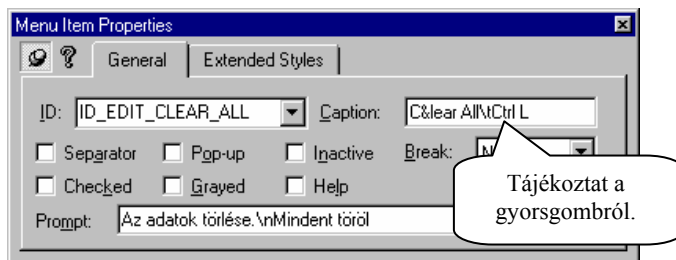 Menu Item Properties
General
Extended Styles
ID: ID_EDIT_CLEAR_ALL
Caption: C&lear All\tCtrl L
Separator
Pop-up
Inactive
Break:
Checked
Grayed
Help
Prompt: Az adatok törlése.\nMindent töröl
Tájékoztat a
gyorsgombról.